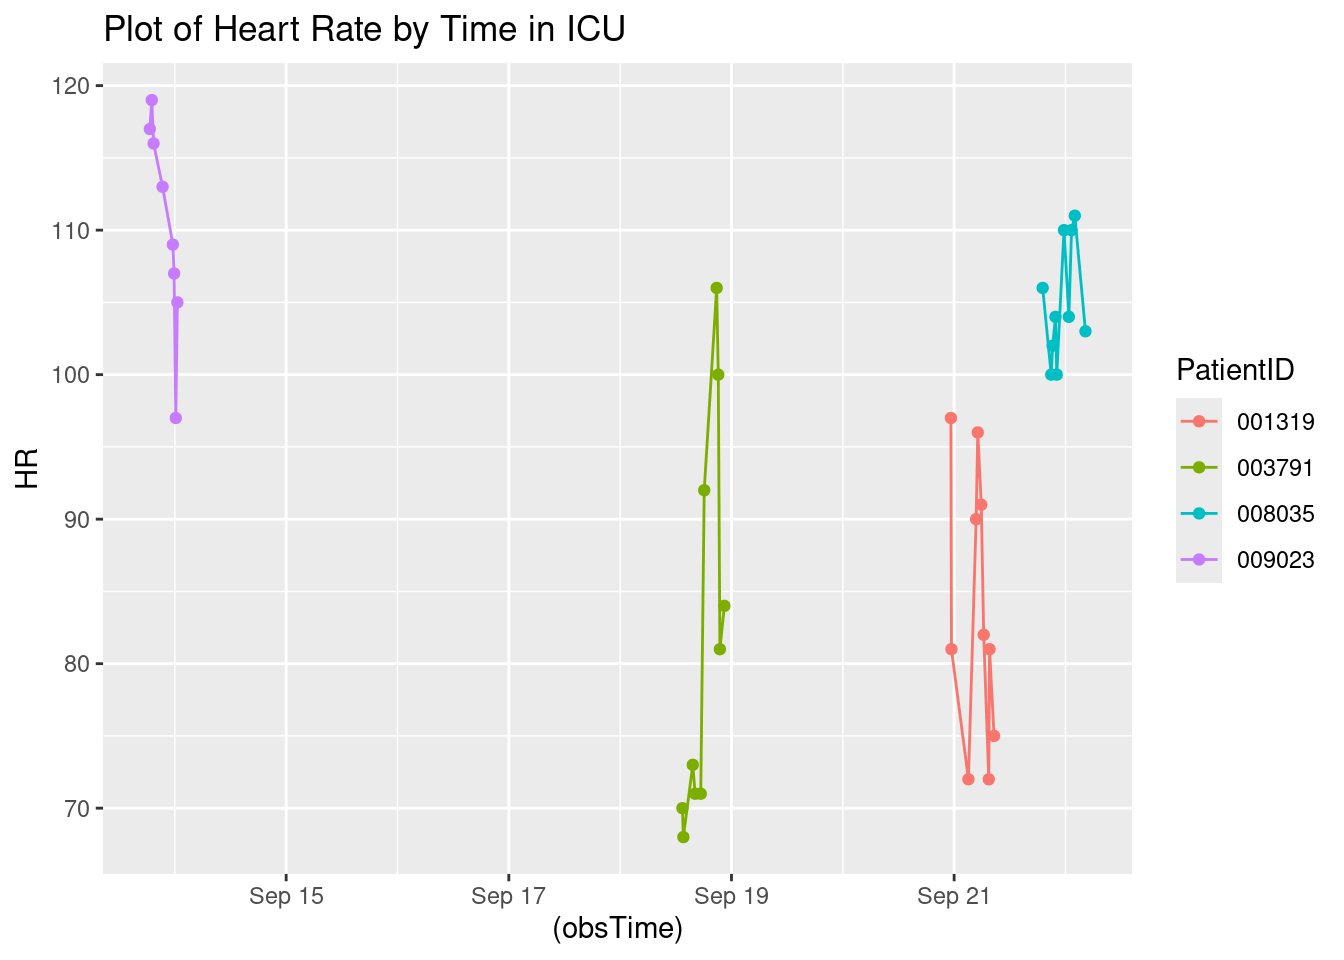 Plot of Heart Rate by Time in ICU
120
110
100
90
80
70
HR
Sep 15 Sep 17 Sep 19 Sep 21
(obsTime)
PatientID
001319
003791
008035
009023